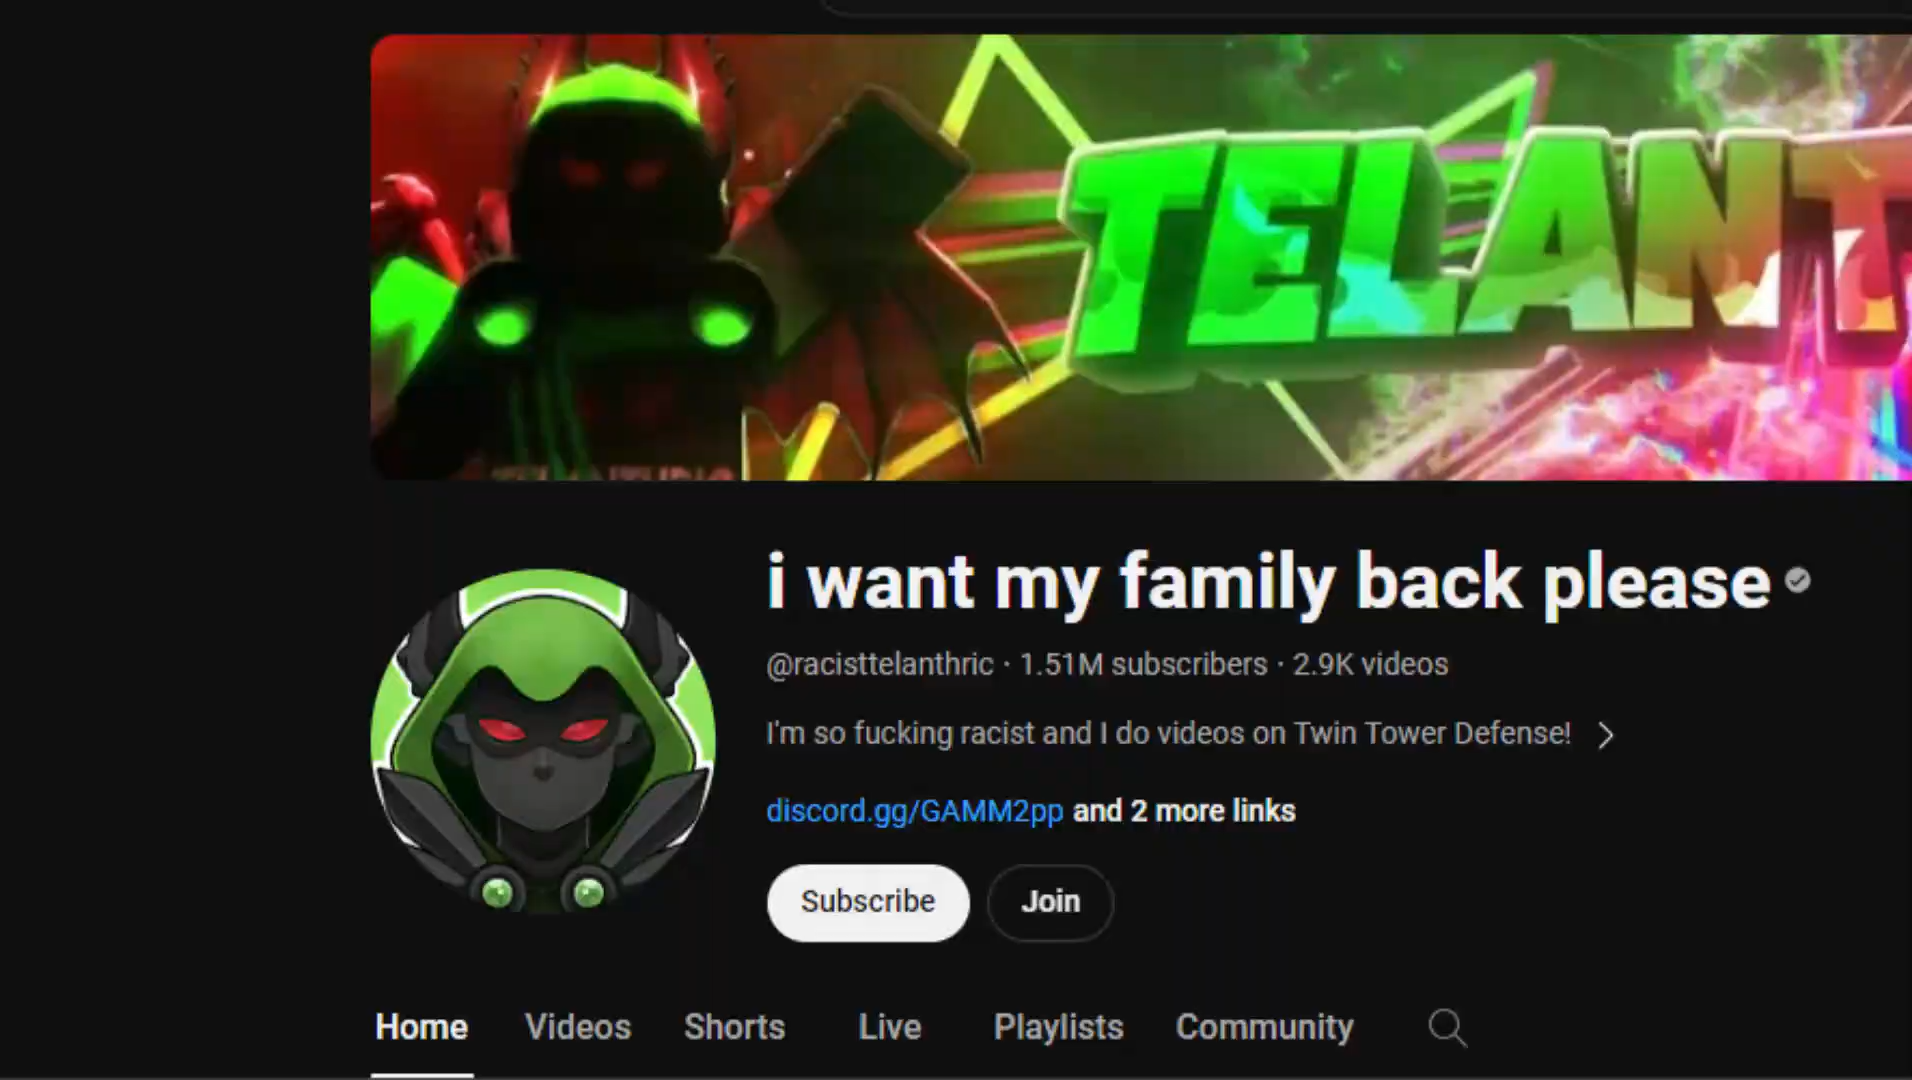 TELANT
i want my family back please
@racisttelanthric · 1.51M subscribers · 2.9K videos
I'm so fucking racist and I do videos on Twin Tower Defense!
discord.gg/GAMM2pp and 2 more links
Subscribe Join
Home Videos Shorts Live Playlists Community